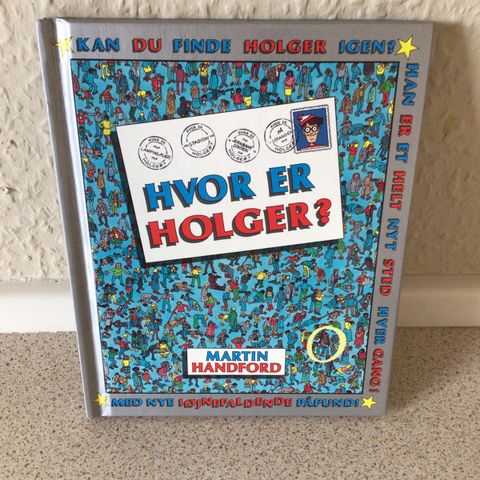 KAN DU FINDE HOLGER IGEN?
HAN ER ET HELT NYT STED HVER GANG!
HVOR ER
HOLGER?
MARTIN
HANDFORD
MED NYE IØJNEFALDENDE PÅFUND!